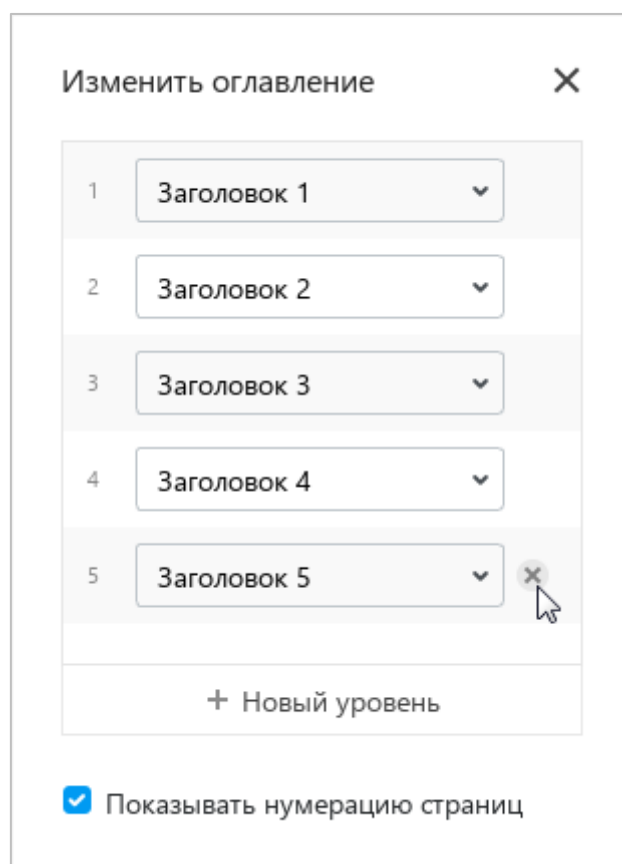 Изменить оглавление
1 Заголовок 1
2 Заголовок 2
3 Заголовок 3
4 Заголовок 4
5 Заголовок 5
+ Новый уровень
Показывать нумерацию страниц